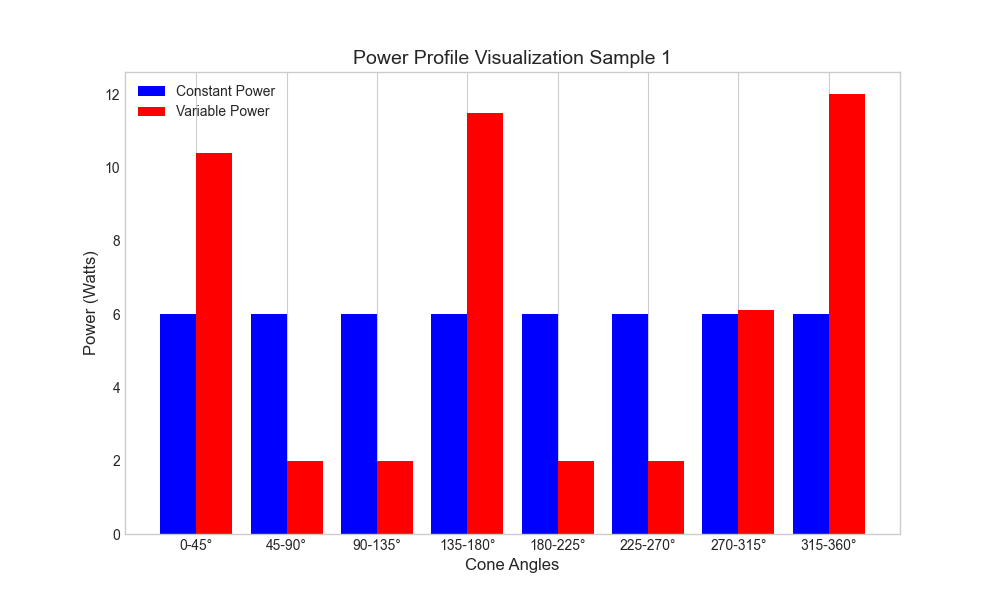 Power Profile Visualization Sample 1
Constant Power
Variable Power
Power (Watts)
12
10
8
6
4
2
0
0-45° 45-90° 90-135° 135-180° 180-225° 225-270° 270-315° 315-360°
Cone Angles